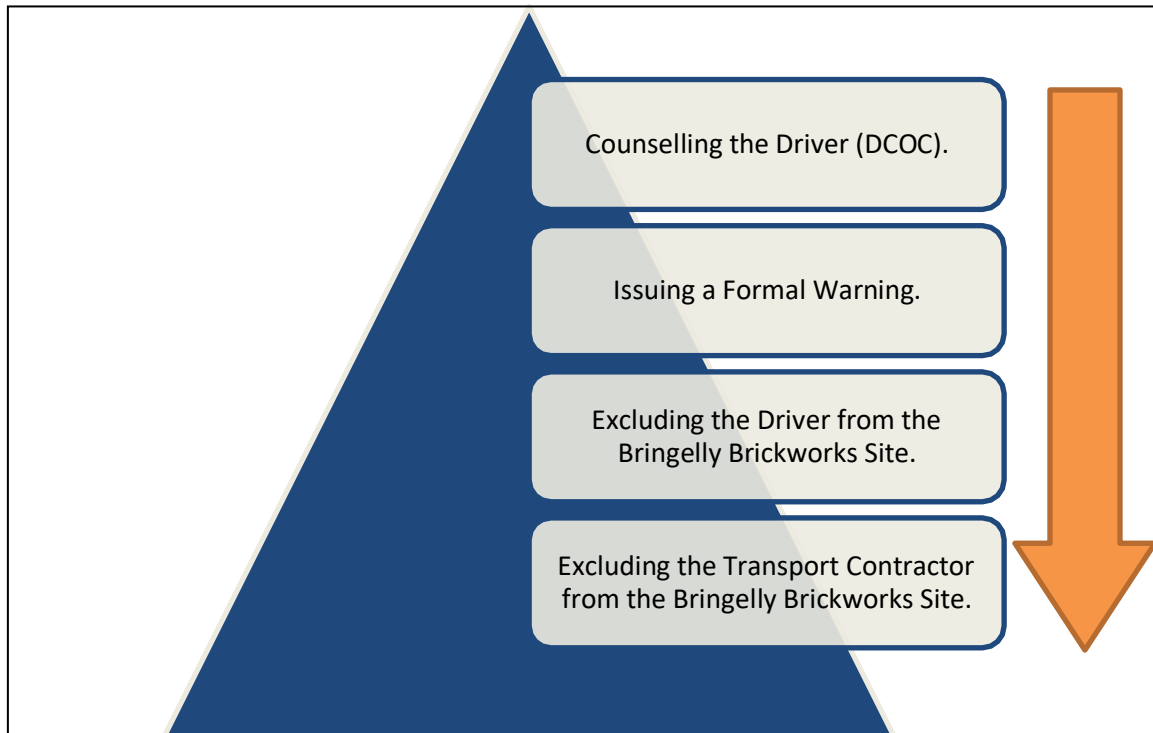 Counselling the Driver (DCOC).
Issuing a Formal Warning.
Excluding the Driver from the
Bringelly Brickworks Site.
Excluding the Transport Contractor
from the Bringelly Brickworks Site.